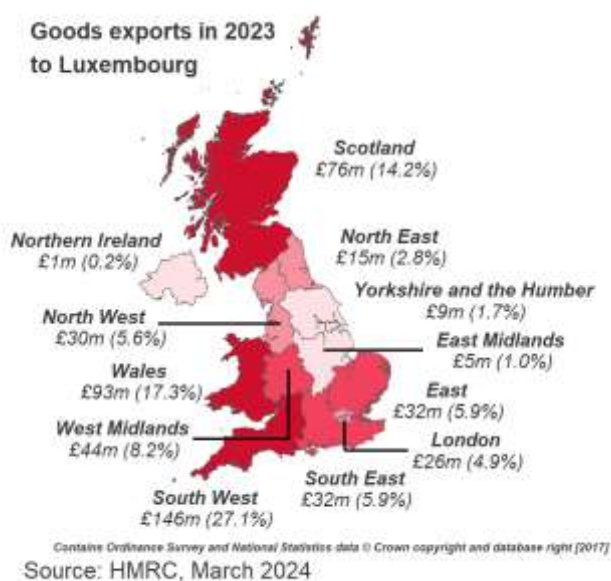 Goods exports in 2023
to Luxembourg
Scotland
£76m (14.2%)
Northern Ireland
£1m (0.2%)
North East
£15m (2.8%)
Yorkshire and the Humber
£9m (1.7%)
North West
£30m (5.6%)
East Midlands
£5m (1.0%)
Wales
£93m (17.3%)
East
£32m (5.9%)
West Midlands
£44m (8.2%)
London
£26m (4.9%)
South East
£32m (5.9%)
South West
£146m (27.1%)
Contains Ordinance Survey and National Statistics data © Crown copyright and database right [2017]
Source: HMRC, March 2024